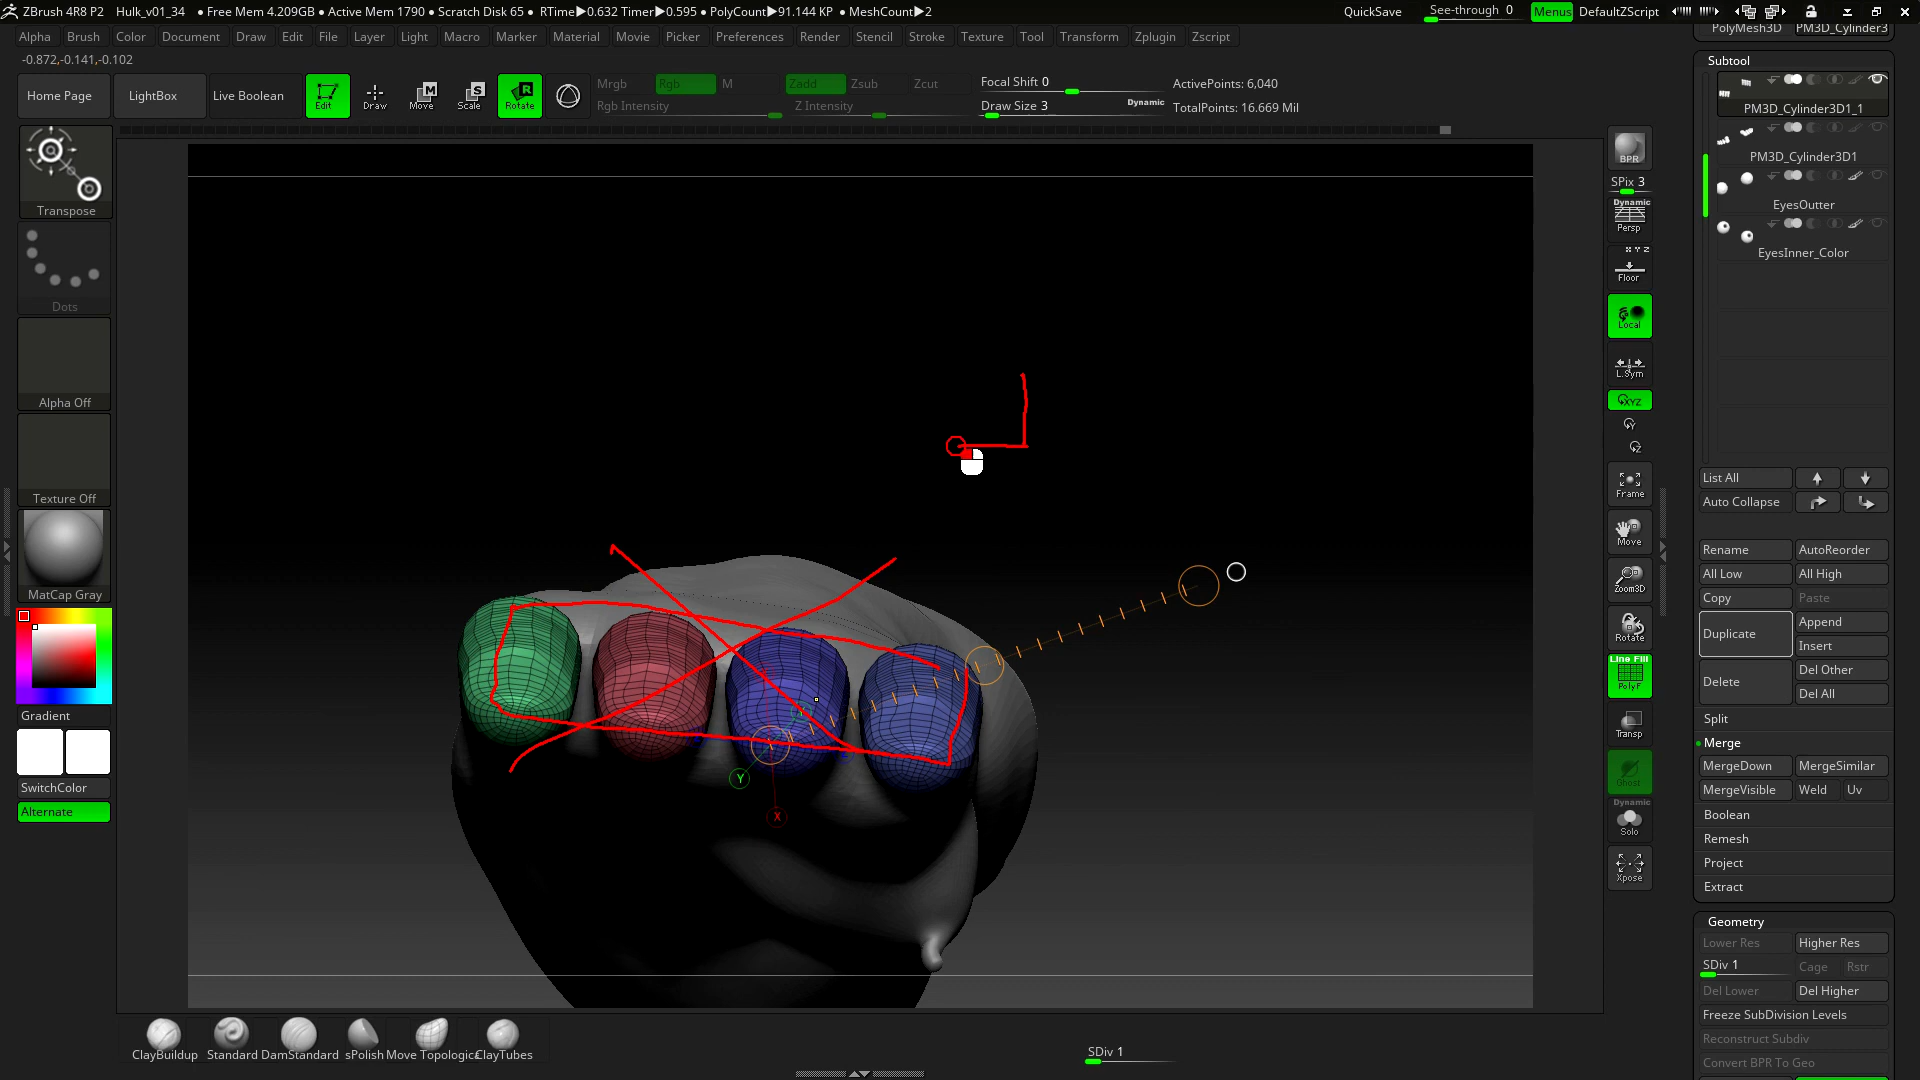 ZBrush 4R8 P2 Hulk_v01_34 • Free Mem 4.209GB • Active Mem 1790 • Scratch Disk 65 • RTime▶0.632 Timer▶0.595 • PolyCount▶91.144 KP • MeshCount▶2 QuickSave See-through 0 Menus DefaultZScript
Alpha Brush Color Document Draw Edit File Layer Light Macro Marker Material Movie Picker Preferences Render Stencil Stroke Texture Tool Transform Zplugin Zscript
-0.872,-0.141,-0.102
Home Page LightBox Live Boolean Edit Draw Move Scale Rotate
Mrgb Rgb M Zadd Zsub Zcut
Rgb Intensity Z Intensity
Focal Shift 0
Draw Size 3 Dynamic
ActivePoints: 6,040
TotalPoints: 16.669 Mil
Transpose
Dots
Alpha Off
Texture Off
MatCap Gray
Gradient
SwitchColor
Alternate
Y
X
BPR
SPix 3
Dynamic
Persp
X Y Z
Floor
Local
L.Sym
XYZ
Y
Z
Frame
Move
Zoom3D
Rotate
Line Fill
PolyF
Transp
Ghost
Dynamic
Solo
Xpose
PolyMesh3D PM3D_Cylinder3
Subtool
PM3D_Cylinder3D1_1
PM3D_Cylinder3D1
EyesOutter
EyesInner_Color
List All
Auto Collapse
Rename AutoReorder
All Low All High
Copy Paste
Duplicate Append
Insert
Delete Del Other
Del All
Split
Merge
MergeDown MergeSimilar
MergeVisible Weld Uv
Boolean
Remesh
Project
Extract
Geometry
Lower Res Higher Res
SDiv 1 Cage Rstr
Del Lower Del Higher
Freeze SubDivision Levels
Reconstruct Subdiv
Convert BPR To Geo
ClayBuildup Standard DamStandard sPolish Move Topologica ClayTubes
SDiv 1